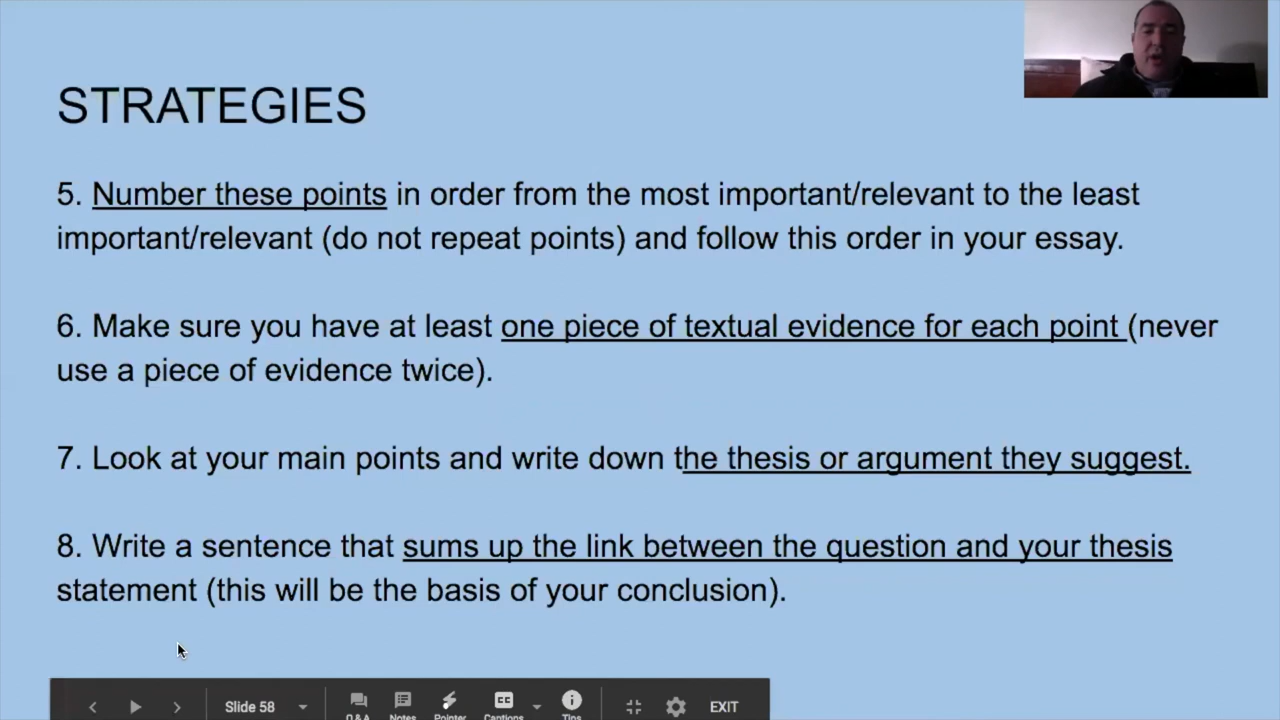 STRATEGIES
5. Number these points in order from the most important/relevant to the least
important/relevant (do not repeat points) and follow this order in your essay.
6. Make sure you have at least one piece of textual evidence for each point (never
use a piece of evidence twice).
7. Look at your main points and write down the thesis or argument they suggest.
8. Write a sentence that sums up the link between the question and your thesis
statement (this will be the basis of your conclusion).
Slide 58 Q&A Notes Pointer Captions Tips EXIT